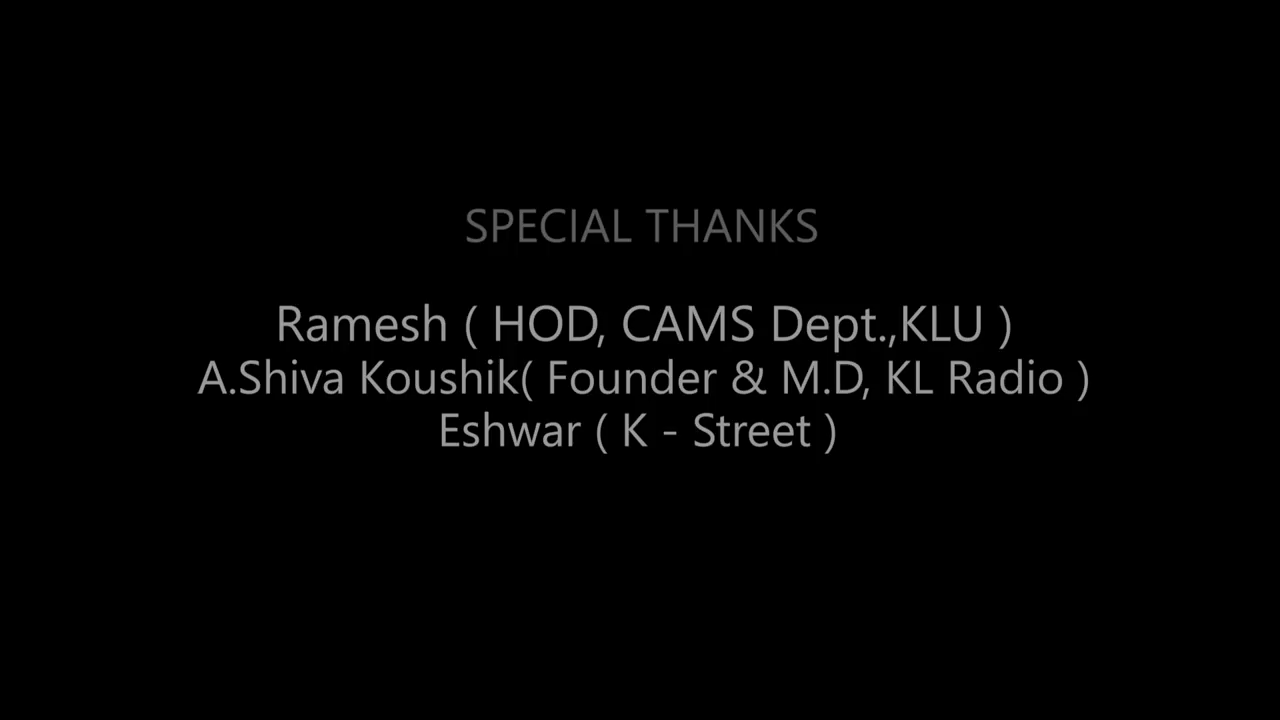 SPECIAL THANKS
Ramesh ( HOD, CAMS Dept.,KLU )
A.Shiva Koushik( Founder & M.D, KL Radio )
Eshwar ( K - Street )